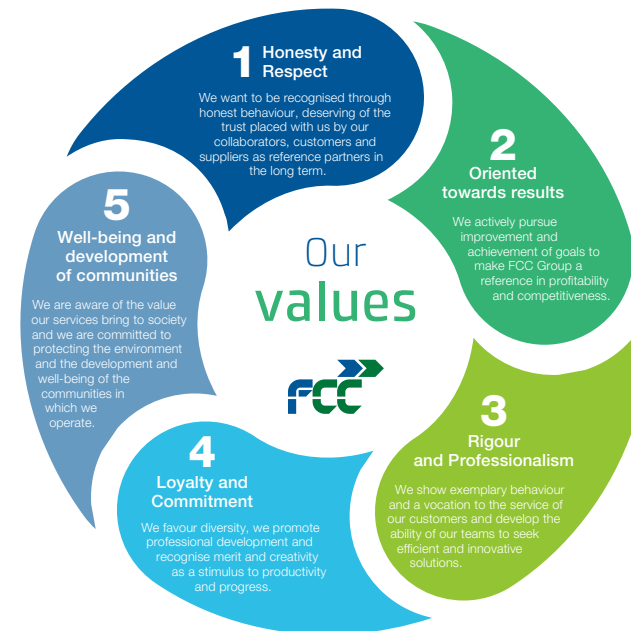 1 Honesty and
Respect
We want to be recognised through
honest behaviour, deserving of the
trust placed with us by our
collaborators, customers and
suppliers as reference partners in
the long term.
2
Oriented
towards results
We actively pursue
improvement and
achievement of goals to
make FCC Group a
reference in profitability
and competitiveness.
3
Rigour
and Professionalism
We show exemplary behaviour
and a vocation to the service of
our customers and develop the
ability of our teams to seek
efficient and innovative
solutions.
4
Loyalty and
Commitment
We favour diversity, we promote
professional development and
recognise merit and creativity
as a stimulus to productivity
and progress.
5
Well-being and
development
of communities
We are aware of the value
our services bring to society
and we are committed to
protecting the environment
and the development and
well-being of the
communities in
which we
operate.
Our
values
FCC